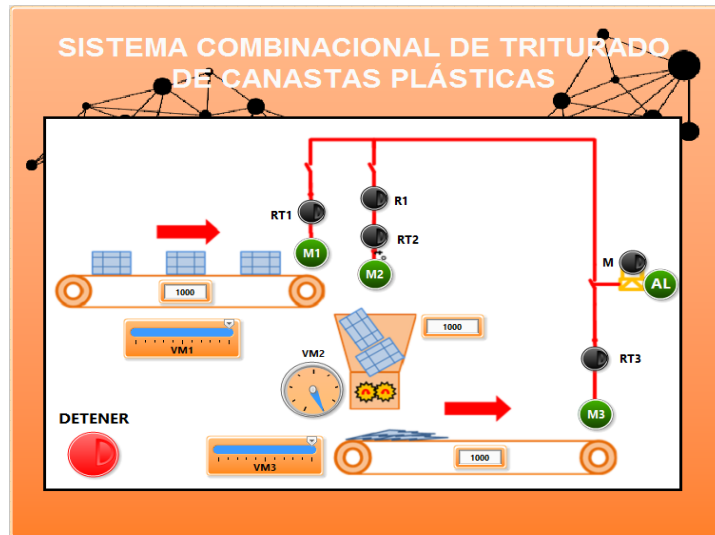 SISTEMA COMBINACIONAL DE TRITURADO
DE CANASTAS PLÁSTICAS
RT1
R1
RT2
M1
M2
M
AL
1000
VM1
VM2
1000
RT3
M3
DETENER
VM3
1000